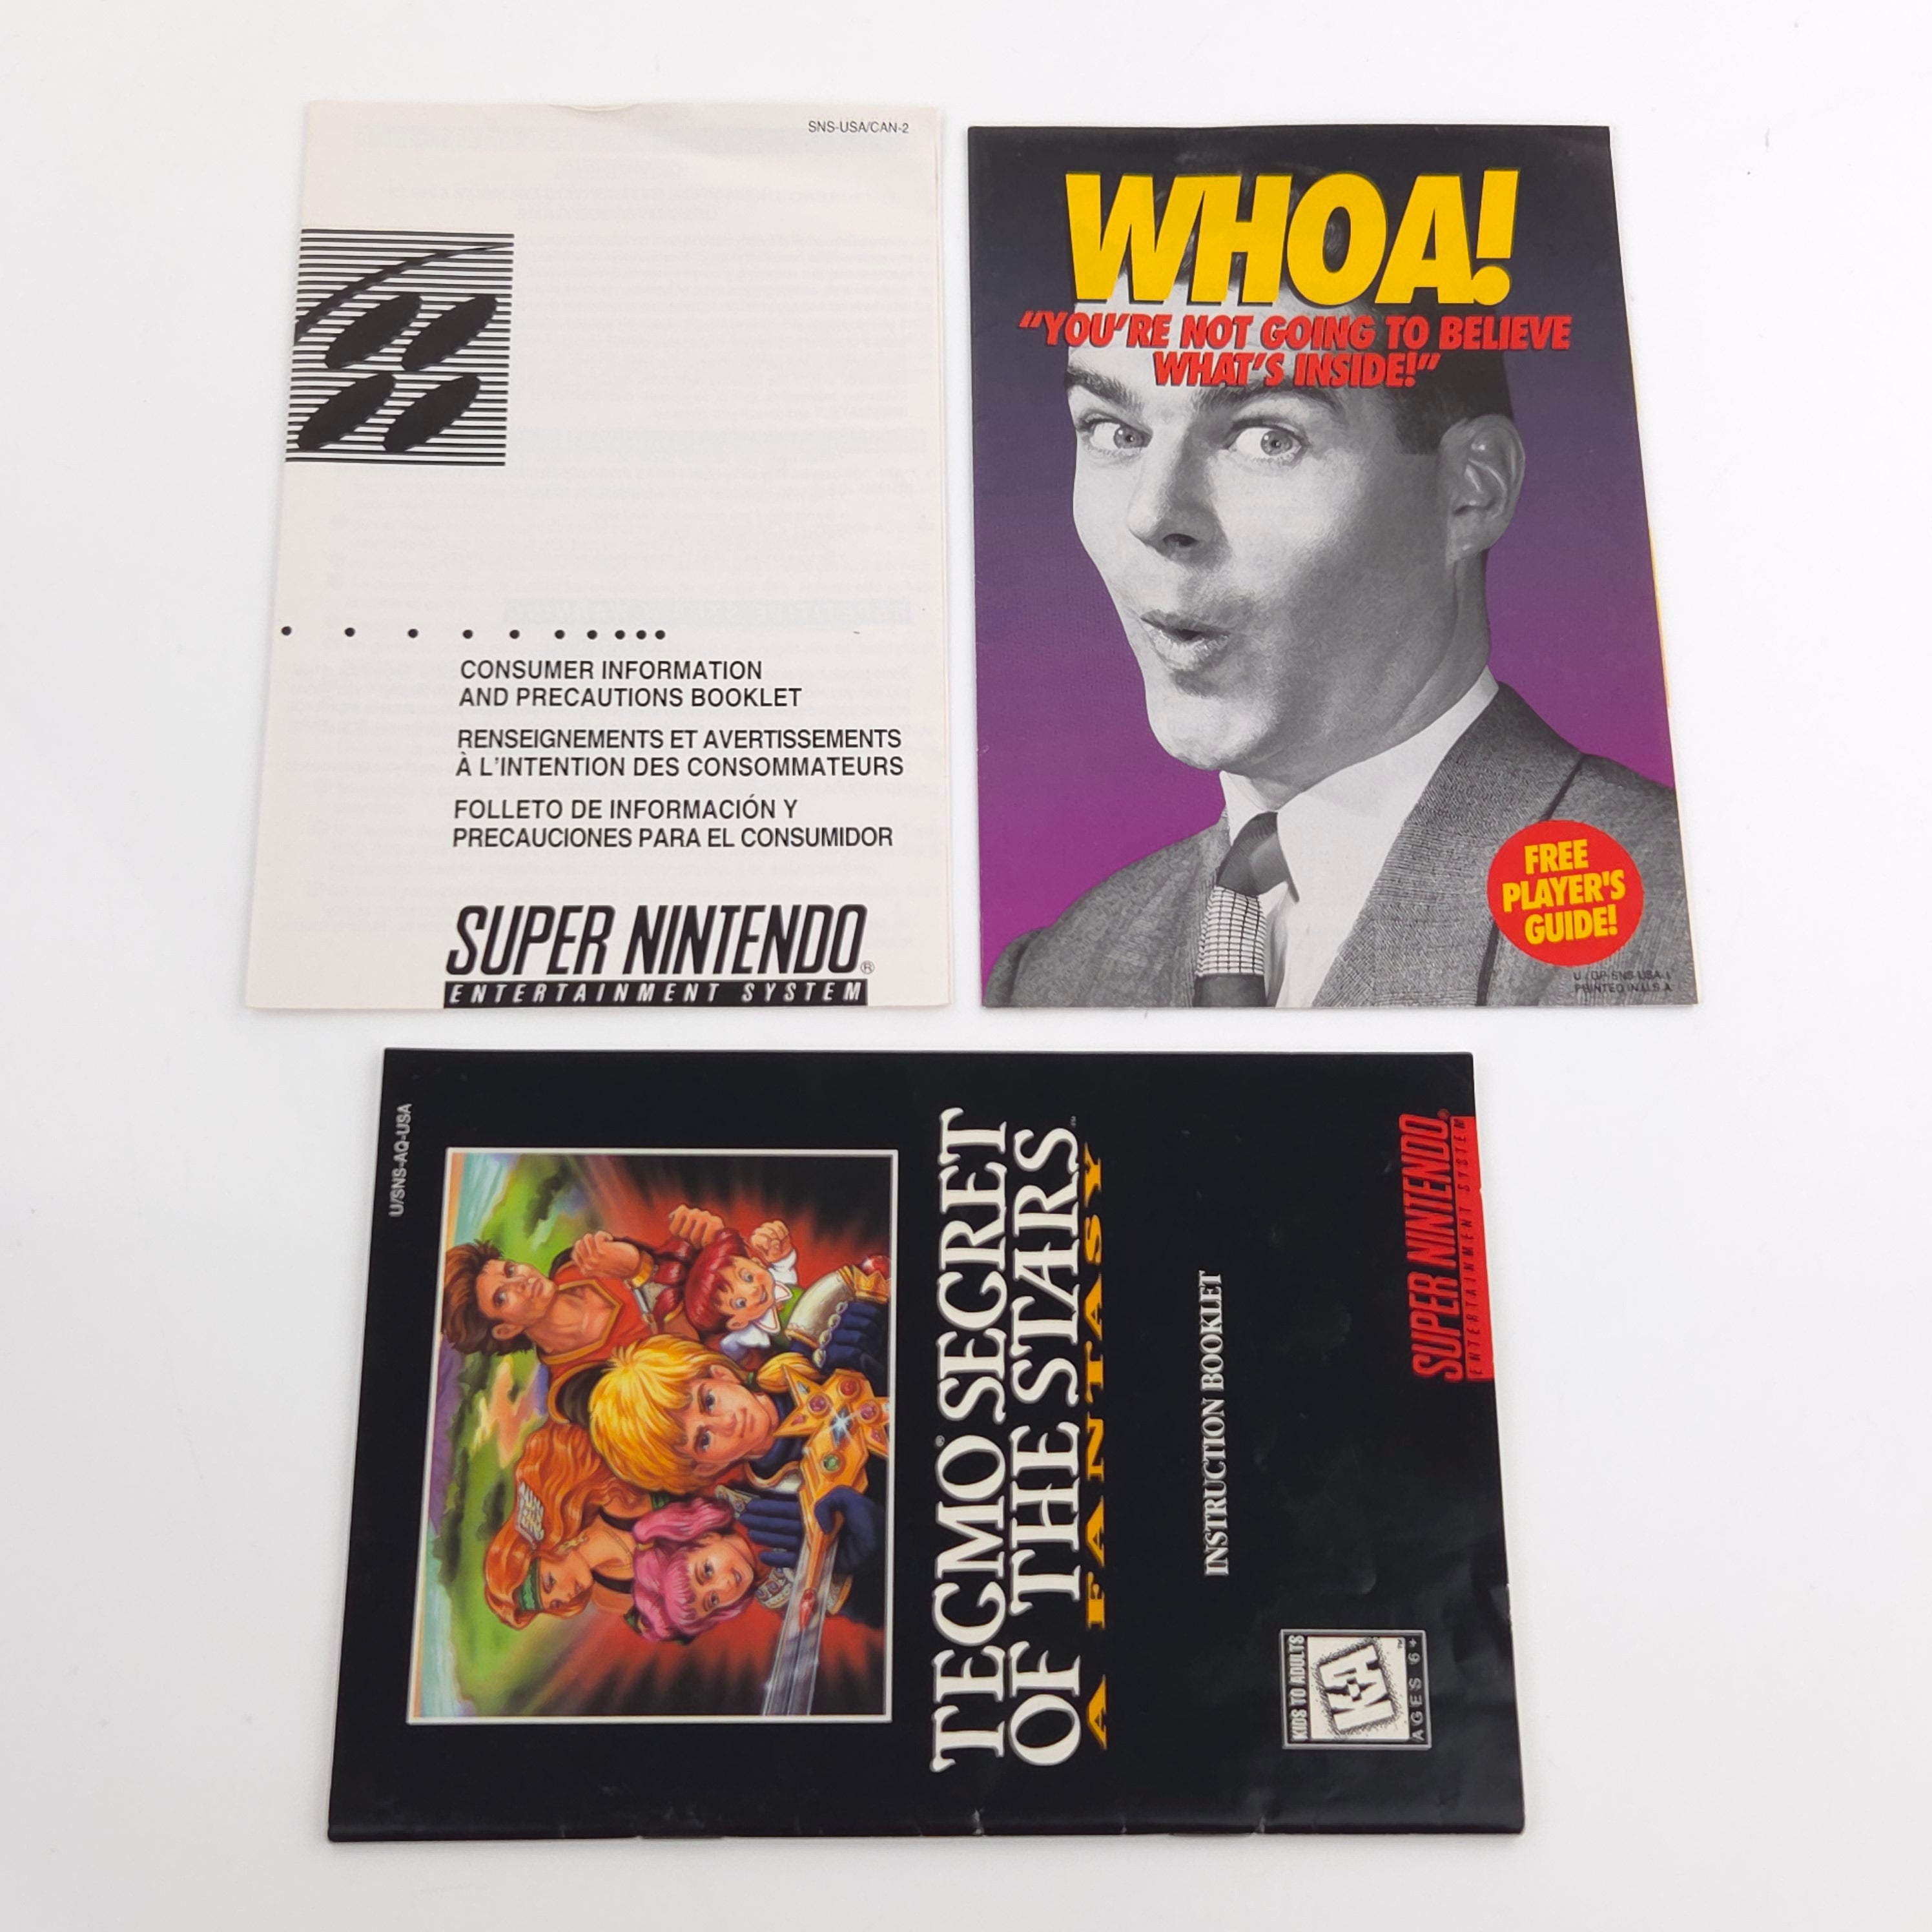 SNS-USA/CAN-2
CONSUMER INFORMATION
AND PRECAUTIONS BOOKLET
RENSEIGNEMENTS ET AVERTISSEMENTS
À L'INTENTION DES CONSOMMATEURS
FOLLETO DE INFORMACIÓN Y
PRECAUCIONES PARA EL CONSUMIDOR
SUPER NINTENDO®
ENTERTAINMENT SYSTEM
WHOA!
"YOU'RE NOT GOING TO BELIEVE
WHAT'S INSIDE!"
FREE
PLAYER'S
GUIDE!
PRINTED IN U.S.A.
U/SNS-AQ-USA
TECMO® SECRET
OF THE STARS™
A FANTASY
INSTRUCTION BOOKLET
KIDS TO ADULTS
K-A™
AGES 6+
SUPER NINTENDO®
ENTERTAINMENT SYSTEM